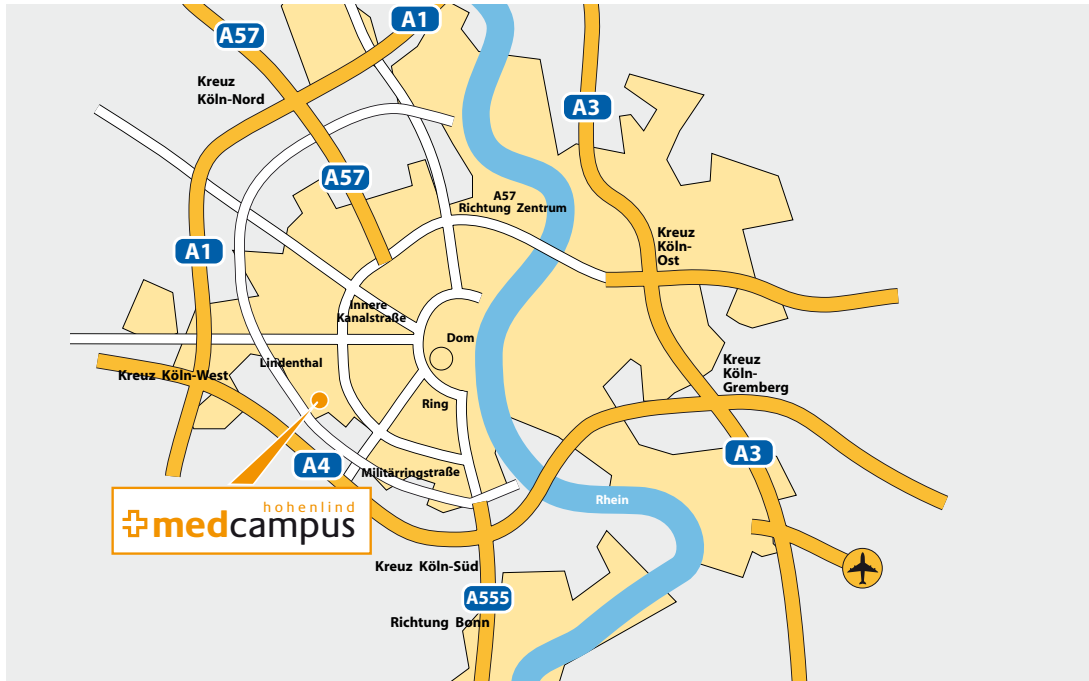 A1
A57
Kreuz
Köln-Nord
A3
A57
A57
Richtung Zentrum
A1
Kreuz
Köln-
Ost
Innere
Kanalstraße
Dom
Lindenthal
Kreuz Köln-West
Kreuz
Köln-
Gremberg
Ring
A3
A4
Militärringstraße
Rhein
hohenlind
medcampus
Kreuz Köln-Süd
A555
Richtung Bonn